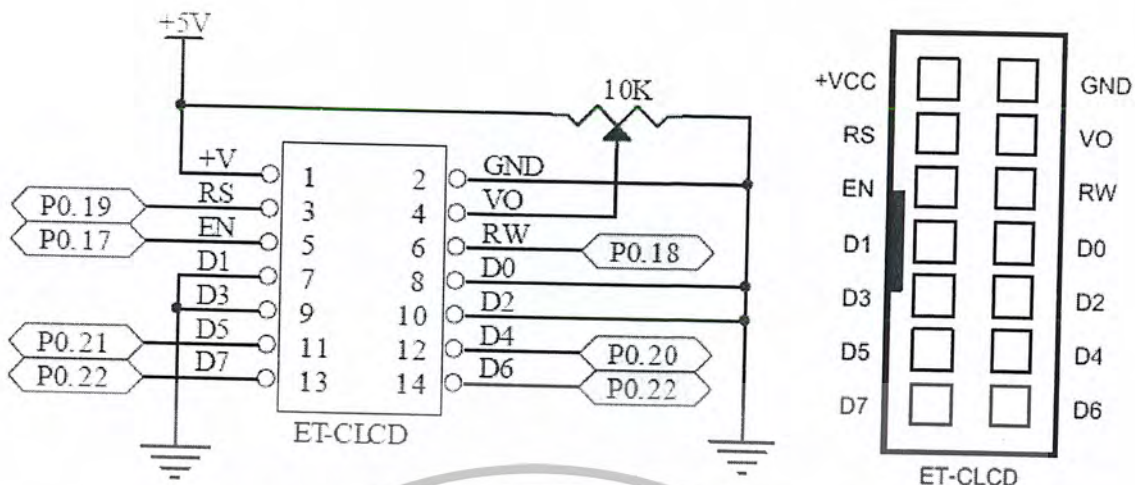 +5V
10K
+V 1 2 GND
P0.19 RS 3 4 VO
P0.17 EN 5 6 RW P0.18
D1 7 8 D0
D3 9 10 D2
P0.21 D5 11 12 D4 P0.20
P0.22 D7 13 14 D6 P0.22
ET-CLCD
+VCC GND
RS VO
EN RW
D1 D0
D3 D2
D5 D4
D7 D6
ET-CLCD